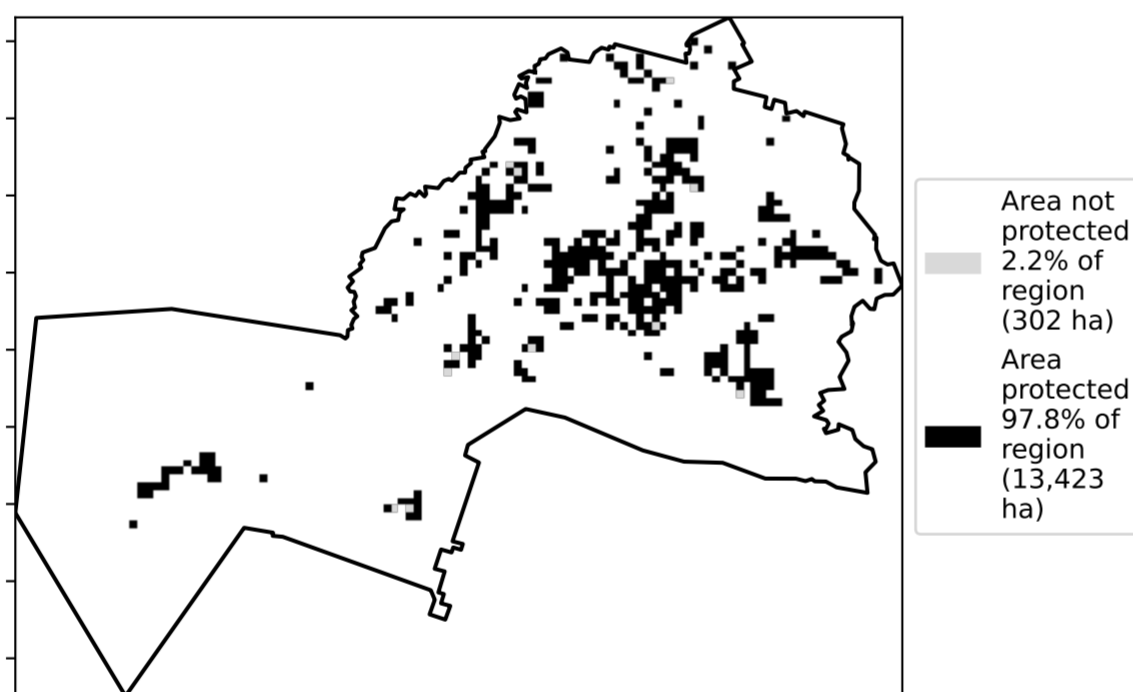 Area not
protected
2.2% of
region
(302 ha)
Area
protected
97.8% of
region
(13,423
ha)